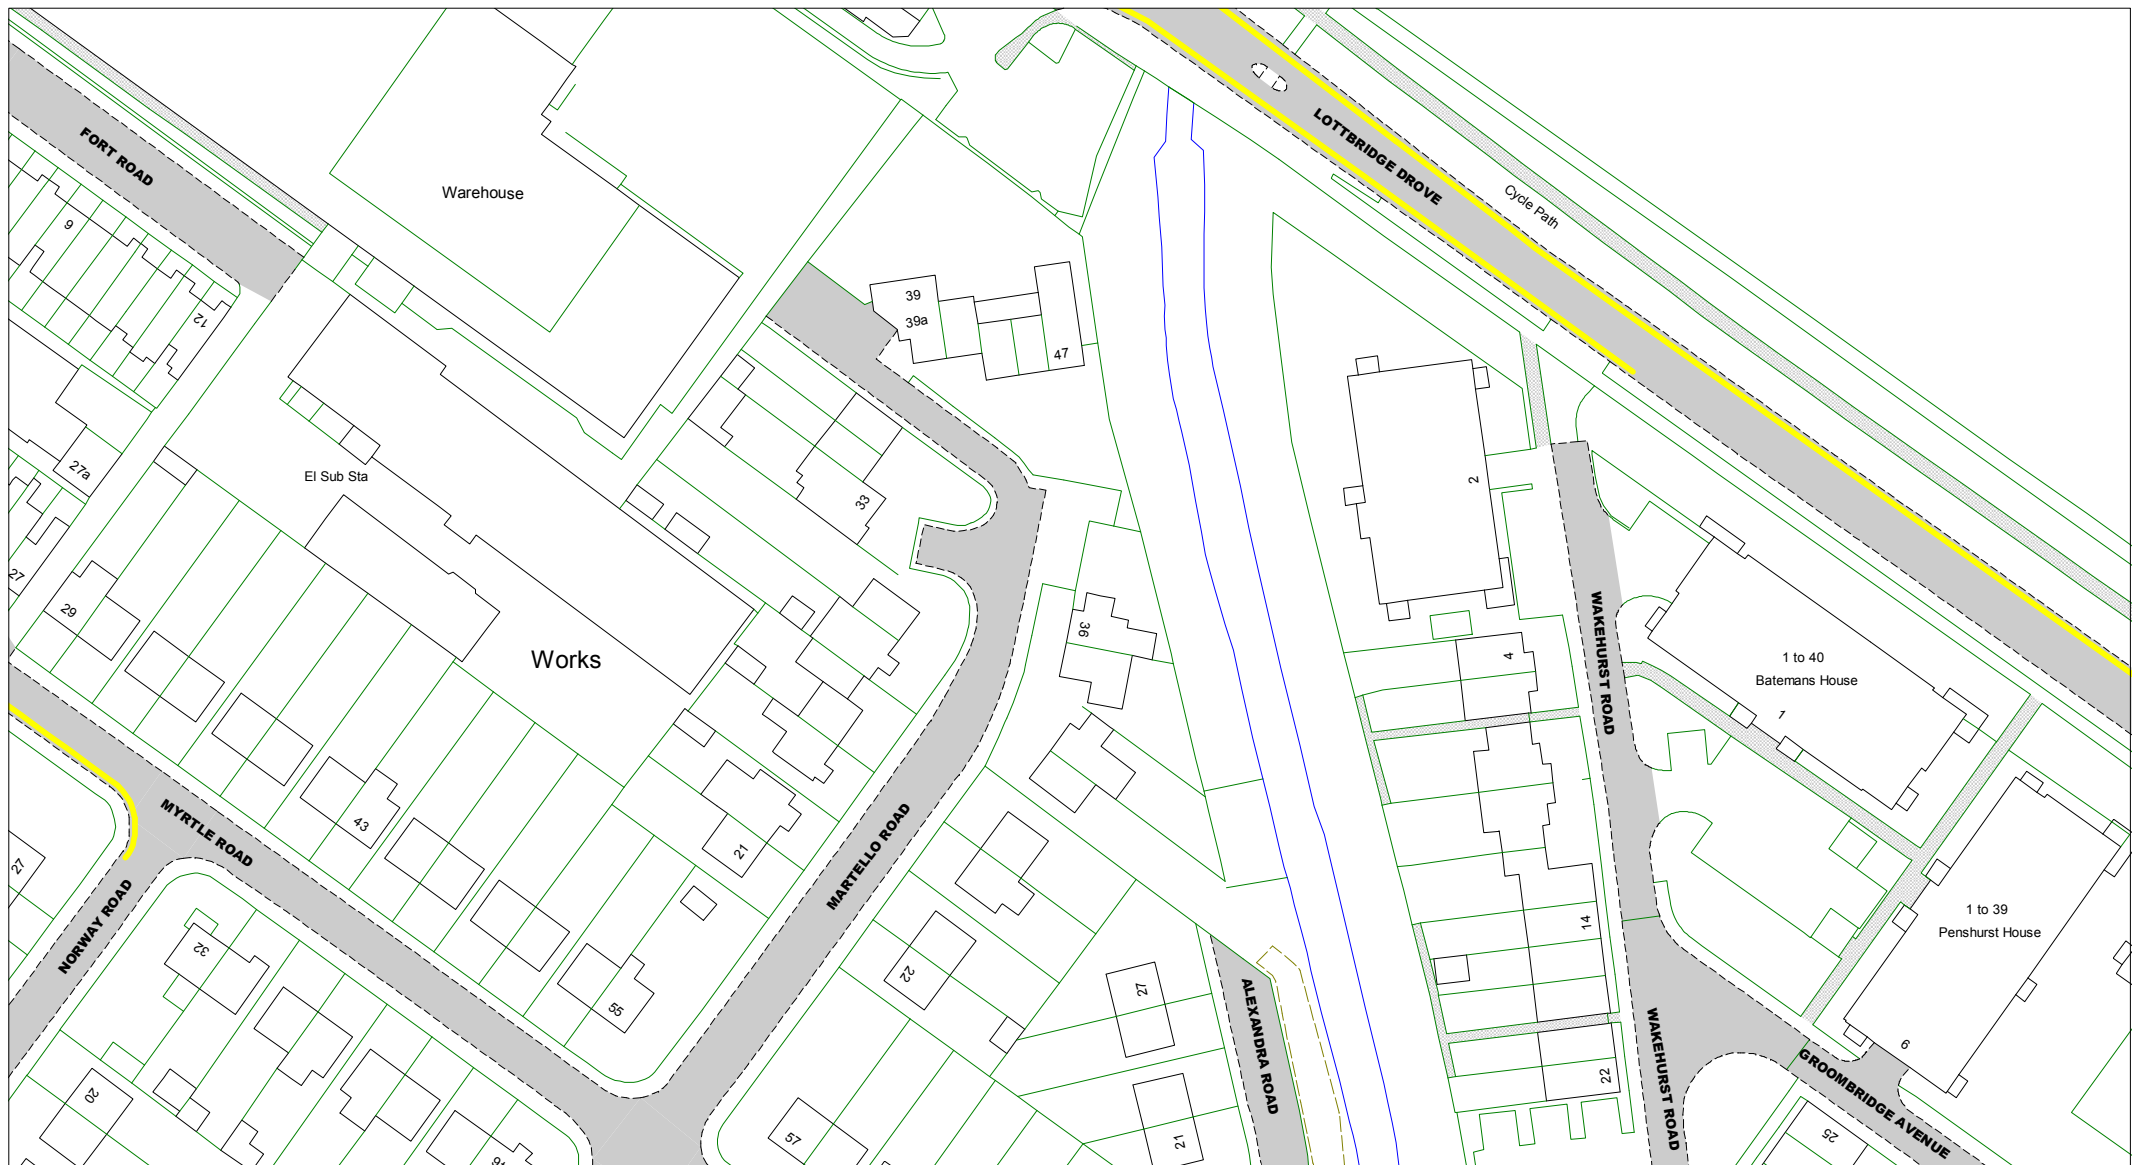 FORT ROAD
Warehouse
LOTTBRIDGE DROVE
Cycle Path
9
12
39
39a
47
27a
El Sub Sta
33
2
27
29
Works
36
4
WAKEHURST ROAD
1 to 40
Batemans House
1
43
MYRTLE ROAD
21
MARTELLO ROAD
27
NORWAY ROAD
32
22
14
1 to 39
Penshurst House
27
55
ALEXANDRA ROAD
WAKEHURST ROAD
6
GROOMBRIDGE AVENUE
20
22
57
21
25